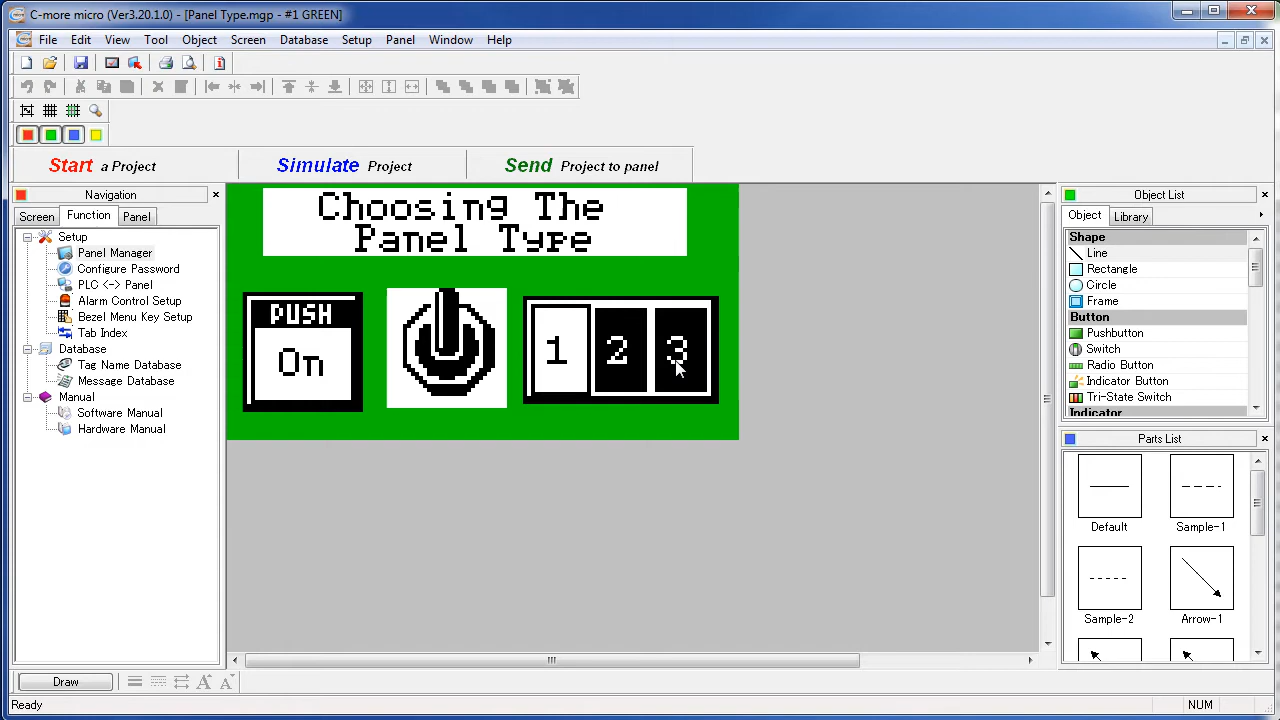 C-more micro (Ver3.20.1.0) - [Panel Type.mgp - #1 GREEN]
File Edit View Tool Object Screen Database Setup Panel Window Help
Start a Project Simulate Project Send Project to panel
Navigation
Screen Function Panel
Setup
Panel Manager
Configure Password
PLC <-> Panel
Alarm Control Setup
Bezel Menu Key Setup
Tab Index
Database
Tag Name Database
Message Database
Manual
Software Manual
Hardware Manual
Choosing The
Panel Type
PUSH
On
1 2 3
Object List
Object Library
Shape
Line
Rectangle
Circle
Frame
Button
Pushbutton
Switch
Radio Button
Indicator Button
Tri-State Switch
Indicator
Parts List
Default Sample-1
Sample-2 Arrow-1
Draw
Ready NUM